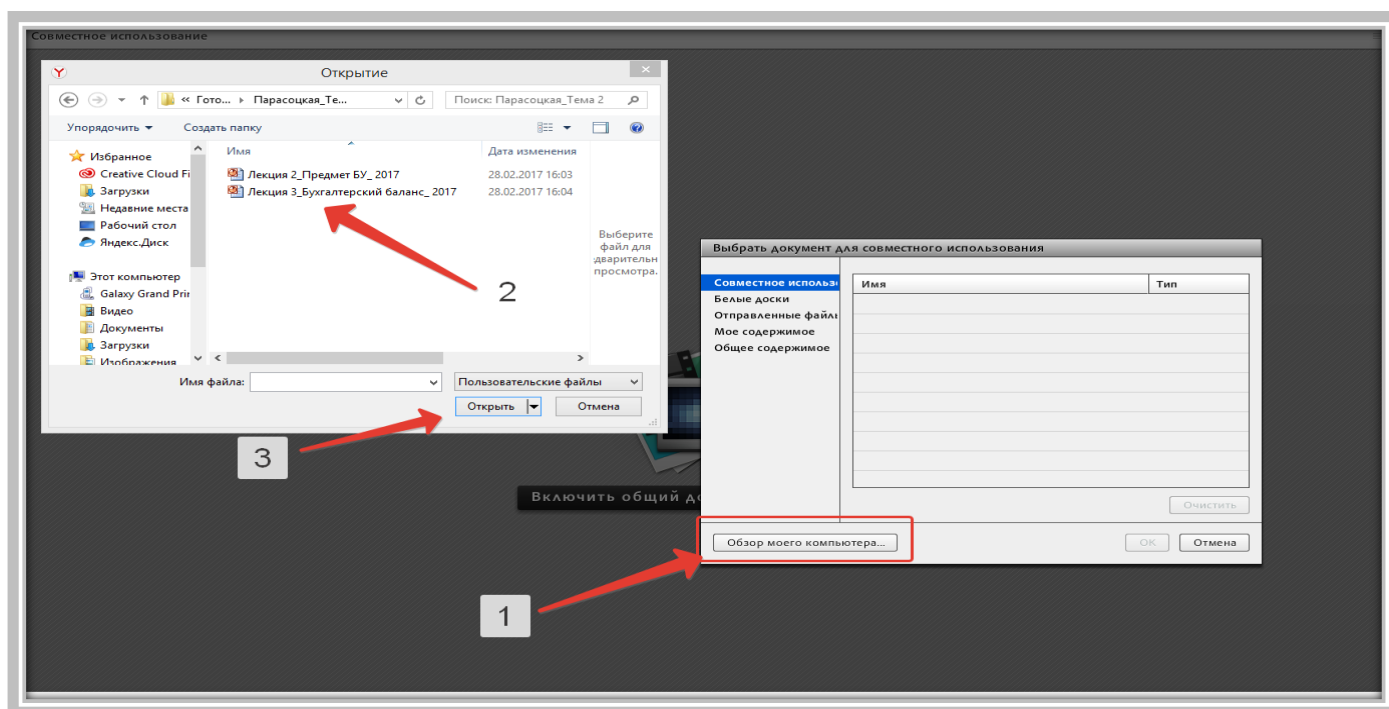 Совместное использование
Открытие
« Гото... Парасоцкая_Те...
Поиск: Парасоцкая_Тема 2
Упорядочить
Создать папку
Имя
Дата изменения
Избранное
Creative Cloud Fi
Загрузки
Недавние места
Рабочий стол
Яндекс.Диск
Этот компьютер
Galaxy Grand Prir
Видео
Документы
Загрузки
Изображения
Лекция 2_Предмет БУ_ 2017
28.02.2017 16:03
Лекция 3_Бухгалтерский баланс_ 2017
28.02.2017 16:04
Выберите
файл для
дварительн
просмотра.
2
Имя файла:
Пользовательские файлы
Открыть
Отмена
3
Включить общий до
Выбрать документ для совместного использования
Совместное использ
Белые доски
Отправленные файль
Мое содержимое
Общее содержимое
Имя
Тип
Очистить
Обзор моего компьютера...
ОК
Отмена
1